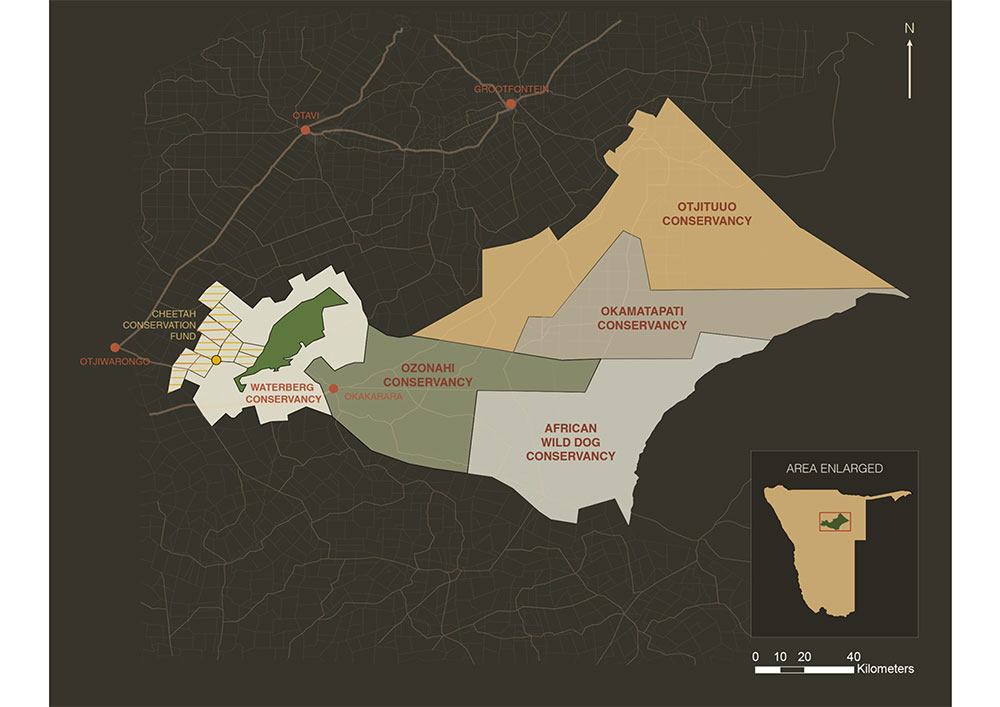 N
GROOTFONTEIN
OTAVI
OTJITUUO
CONSERVANCY
CHEETAH
CONSERVATION
FUND
OKAMATAPATI
CONSERVANCY
OTJIWARONGO
OZONAHI
CONSERVANCY
WATERBERG
CONSERVANCY
OKAKARARA
AFRICAN
WILD DOG
CONSERVANCY
AREA ENLARGED
0 10 20 40
Kilometers